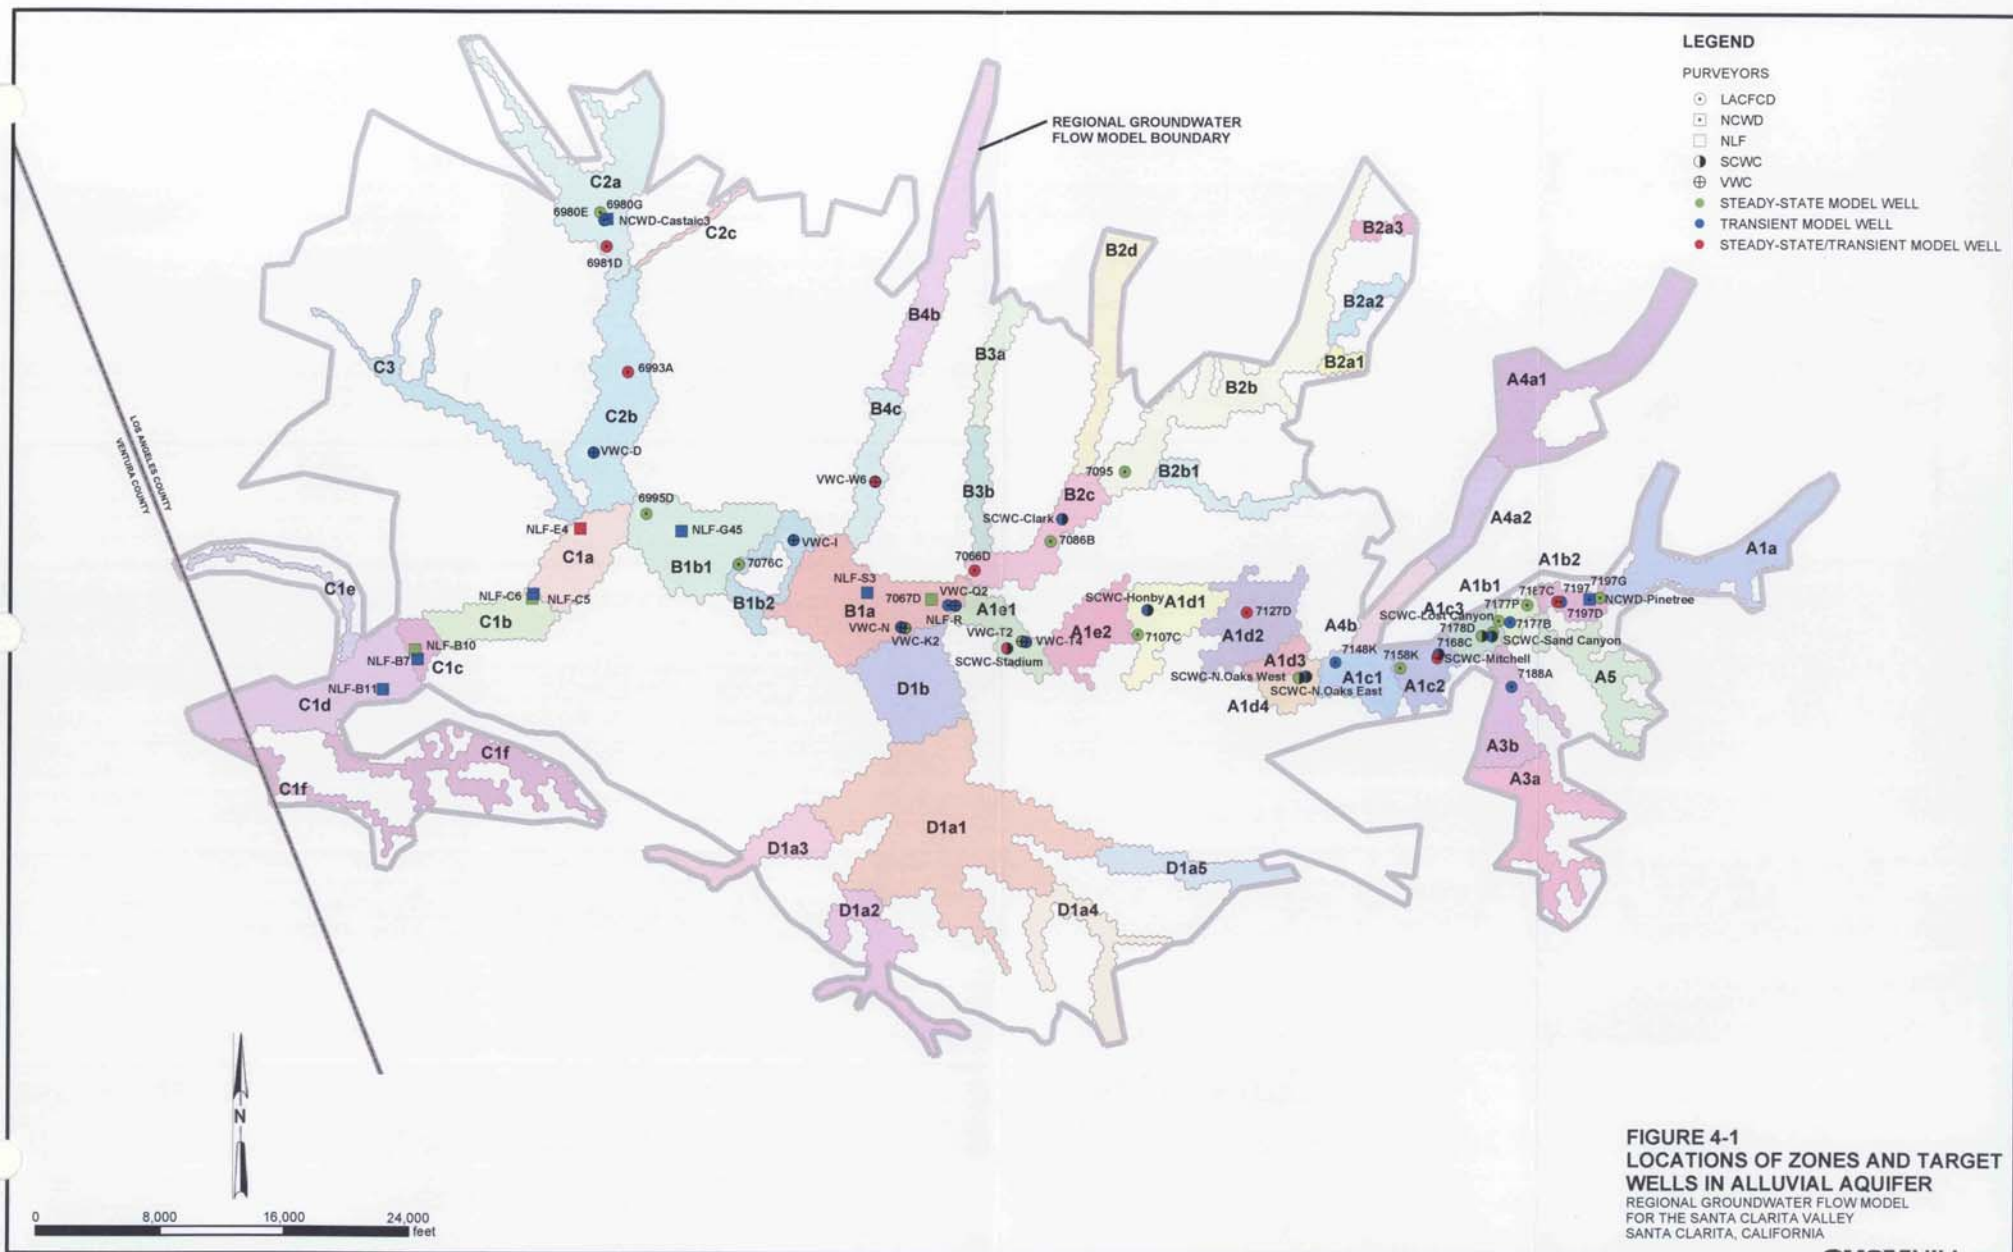 LEGEND
PURVEYORS
LACFCD
NCWD
NLF
SCWC
VWC
STEADY-STATE MODEL WELL
TRANSIENT MODEL WELL
STEADY-STATE/TRANSIENT MODEL WELL
REGIONAL GROUNDWATER
FLOW MODEL BOUNDARY
C2a
6980G
6980E
NCWD-Castaic3
C2c
6981D
B2a3
B2d
B2a2
B4b
B3a
B2a1
C3
6993A
C2b
B4c
B2b
A4a1
LOS ANGELES COUNTY
VENTURA COUNTY
VWC-D
VWC-W6
7095
B2b1
B3b
B2c
6995D
SCWC-Clark
A4a2
NLF-E4
NLF-G45
VWC-I
7086B
A1a
C1a
B1b1
7076C
7066D
A1b2
C1e
NLF-S3
A1b1
7197G
NLF-C6
NLF-C5
B1b2
B1a
7067D
VWC-Q2
NLF-R
A1e1
SCWC-Honby
A1d1
7127D
A1c3
7177P
7197
NCWD-Pinetree
7197D
C1b
VWC-N
VWC-K2
VWC-T2
VWC-T4
A1e2
7107C
A1d2
A4b
SCWC-Lost Canyon
7178D
7177B
SCWC-Sand Canyon
NLF-B10
NLF-B7
C1c
SCWC-Stadium
A1d3
7148K
7158K
7168C
SCWC-Mitchell
SCWC-N.Oaks West
SCWC-N.Oaks East
A1c1
A1c2
7188A
A5
NLF-B11
C1d
D1b
A1d4
C1f
C1f
A3b
A3a
D1a1
D1a3
D1a5
D1a2
D1a4
N
0 8,000 16,000 24,000
feet
FIGURE 4-1
LOCATIONS OF ZONES AND TARGET
WELLS IN ALLUVIAL AQUIFER
REGIONAL GROUNDWATER FLOW MODEL
FOR THE SANTA CLARITA VALLEY
SANTA CLARITA, CALIFORNIA